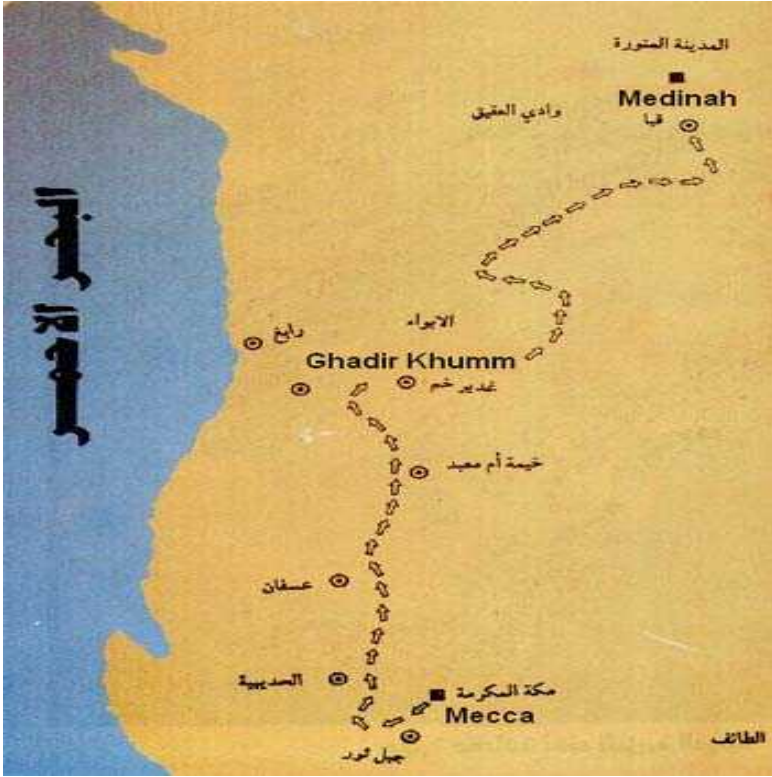 المدينة المنورة
Medinah
وادي العقيق
قبا
البحر الاحمر
الابواء
رابغ
Ghadir Khumm
غدير خم
خيمة أم معبد
عسفان
الحديبية
مكة المكرمة
Mecca
الطائف
جبل ثور